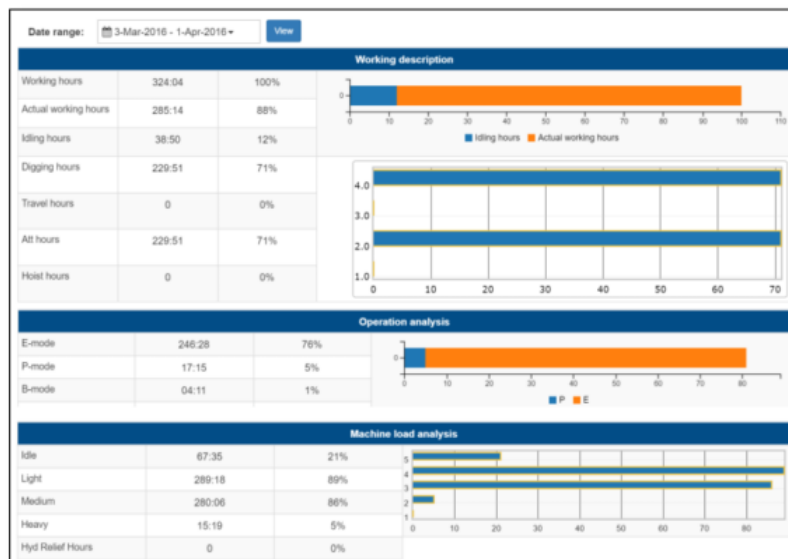 Date range: 3-Mar-2016 - 1-Apr-2016 View
Working description
Working hours 324:04 100%
Actual working hours 285:14 88%
Idling hours 38:50 12%
Digging hours 229:51 71%
Travel hours 0 0%
Att hours 229:51 71%
Hoist hours 0 0%
0
0 10 20 30 40 50 60 70 80 90 100 110
Idling hours Actual working hours
4.0
3.0
2.0
1.0
0 10 20 30 40 50 60 70
Operation analysis
E-mode 246:28 76%
P-mode 17:15 5%
B-mode 04:11 1%
0
0 10 20 30 40 50 60 70 80
P E
Machine load analysis
Idle 67:35 21%
Light 289:18 89%
Medium 280:06 86%
Heavy 15:19 5%
Hyd Relief Hours 0 0%
5
4
3
2
1
0 10 20 30 40 50 60 70 80